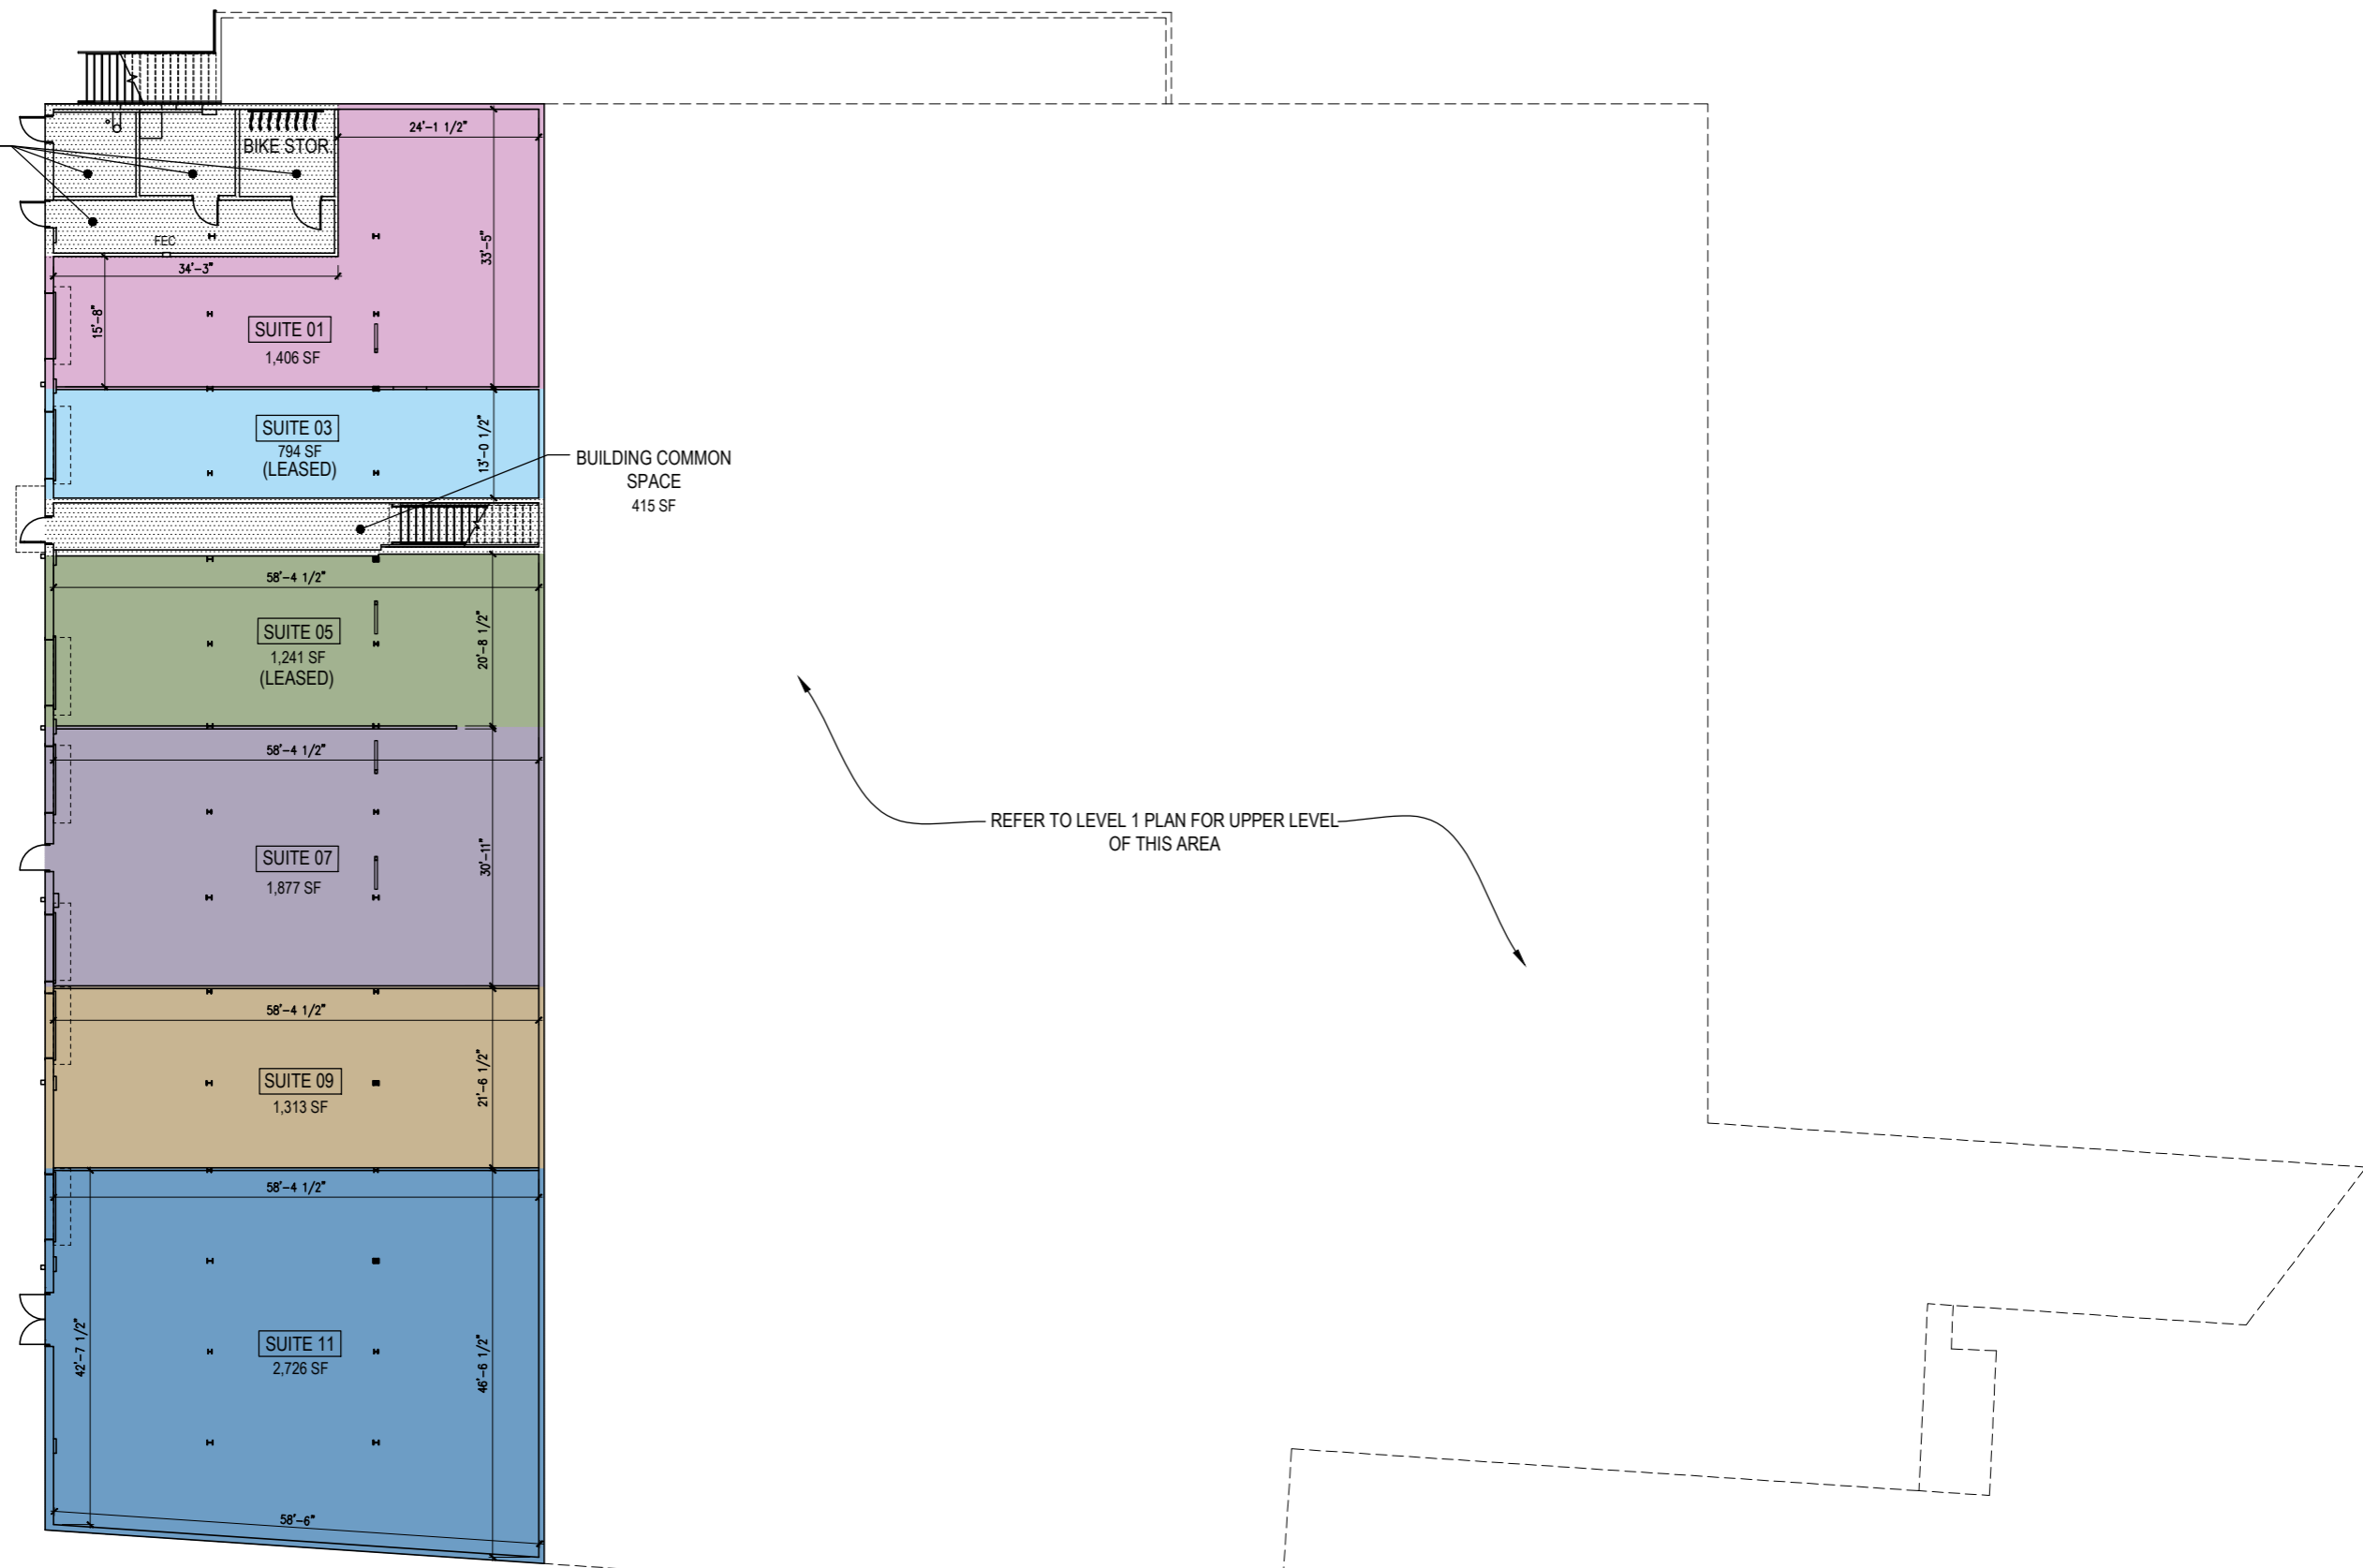 24'-1 1/2"
BIKE STOR.
33'-5"
FEC
34'-3"
15'-8"
SUITE 01
1,406 SF
SUITE 03
794 SF
(LEASED)
13'-0 1/2"
BUILDING COMMON
SPACE
415 SF
58'-4 1/2"
SUITE 05
1,241 SF
(LEASED)
20'-8 1/2"
58'-4 1/2"
SUITE 07
1,877 SF
30'-11"
REFER TO LEVEL 1 PLAN FOR UPPER LEVEL
OF THIS AREA
58'-4 1/2"
SUITE 09
1,313 SF
21'-6 1/2"
58'-4 1/2"
SUITE 11
2,726 SF
42'-7 1/2"
46'-6 1/2"
58'-6"